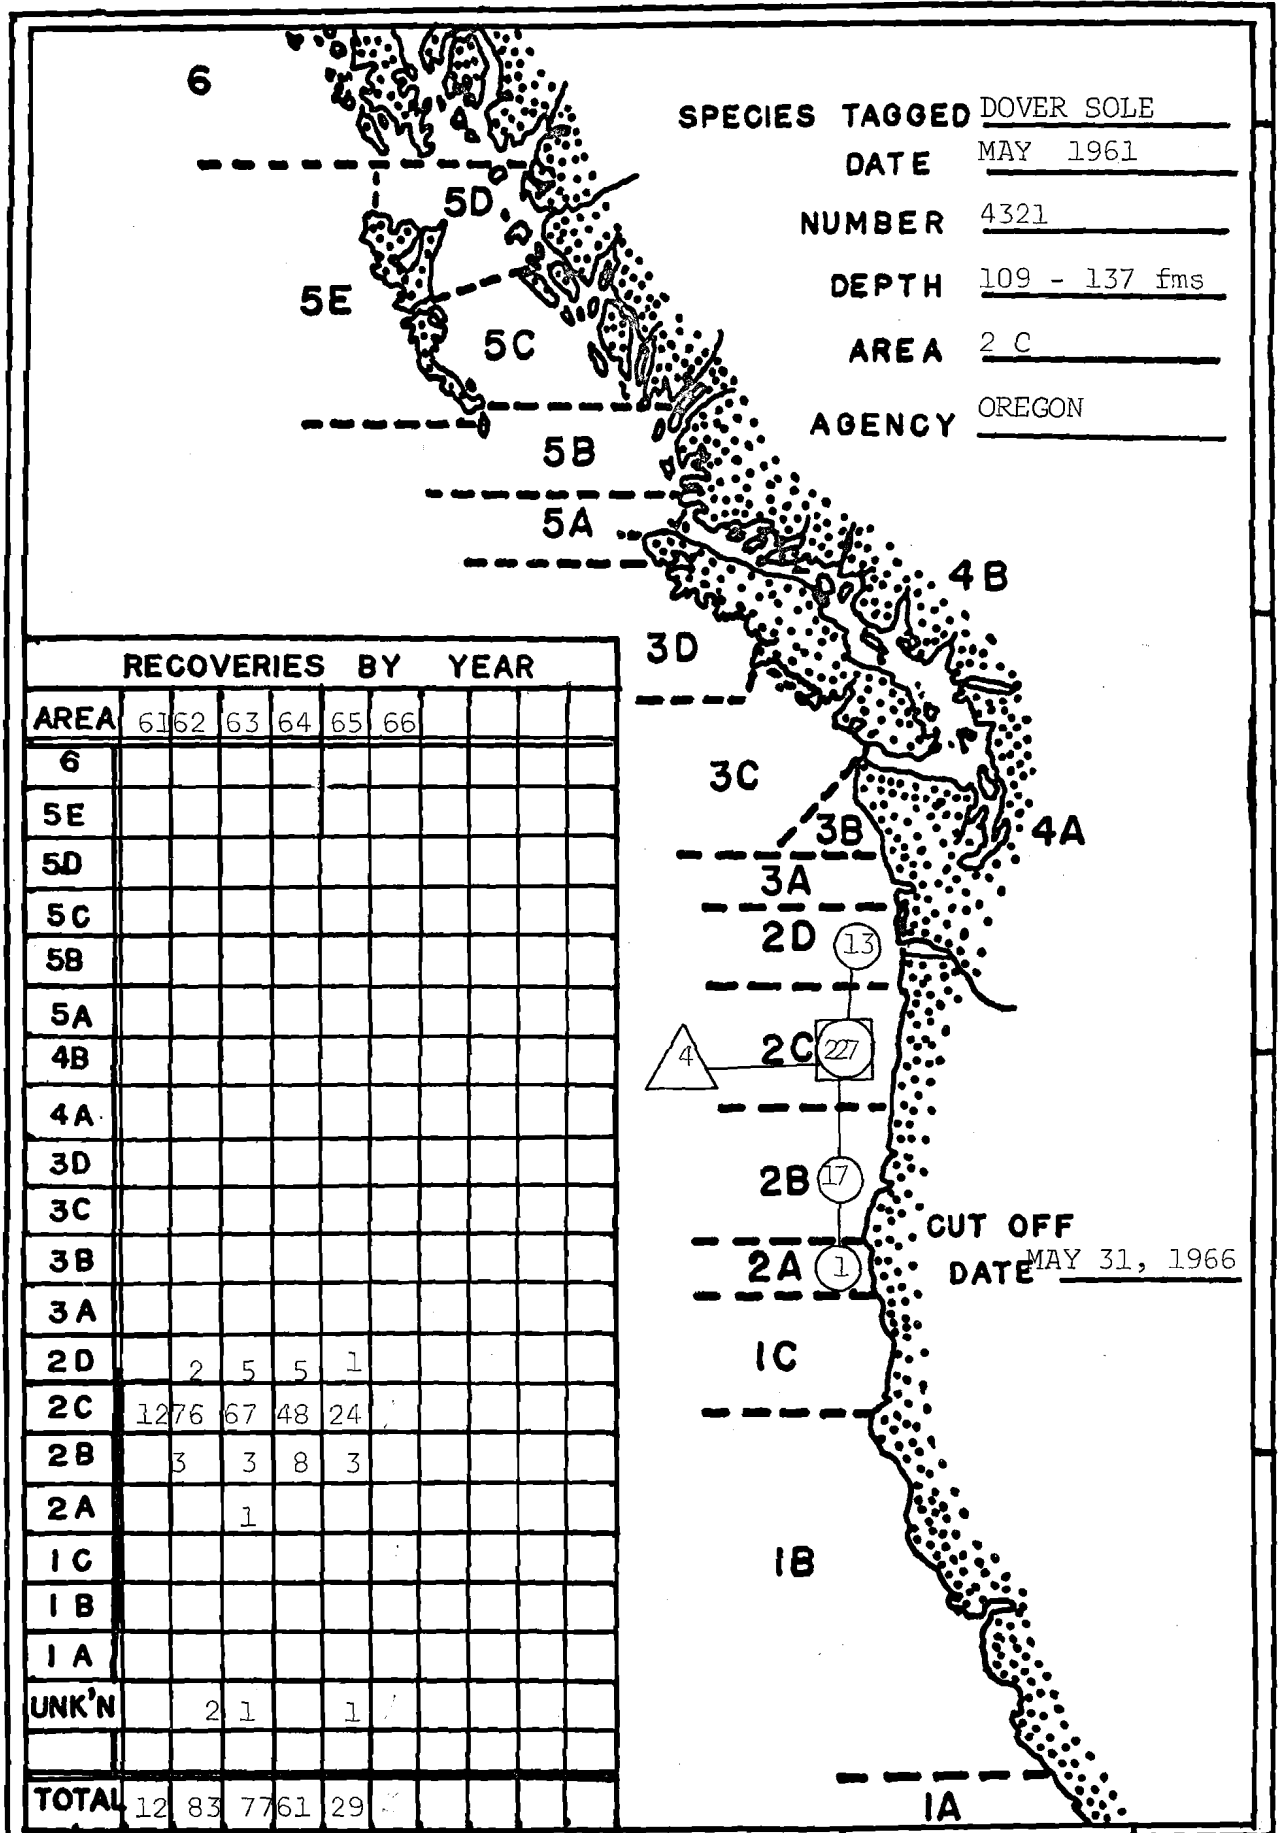 6
SPECIES TAGGED DOVER SOLE
DATE MAY 1961
5D
NUMBER 4321
5E
DEPTH 109 - 137 fms
5C
AREA 2 C
AGENCY OREGON
5B
5A
4B
3D
3C
3B
4A
3A
2D 13
4 2C 227
2B 17
CUT OFF
2A 1
DATE MAY 31, 1966
1C
1B
1A
RECOVERIES BY YEAR
AREA 61 62 63 64 65 66
6
5E
5D
5C
5B
5A
4B
4A
3D
3C
3B
3A
2D 2 5 5 1
2C 12 76 67 48 24
2B 3 3 8 3
2A 1
1C
1B
1A
UNK'N 2 1 1
TOTAL 12 83 77 61 29